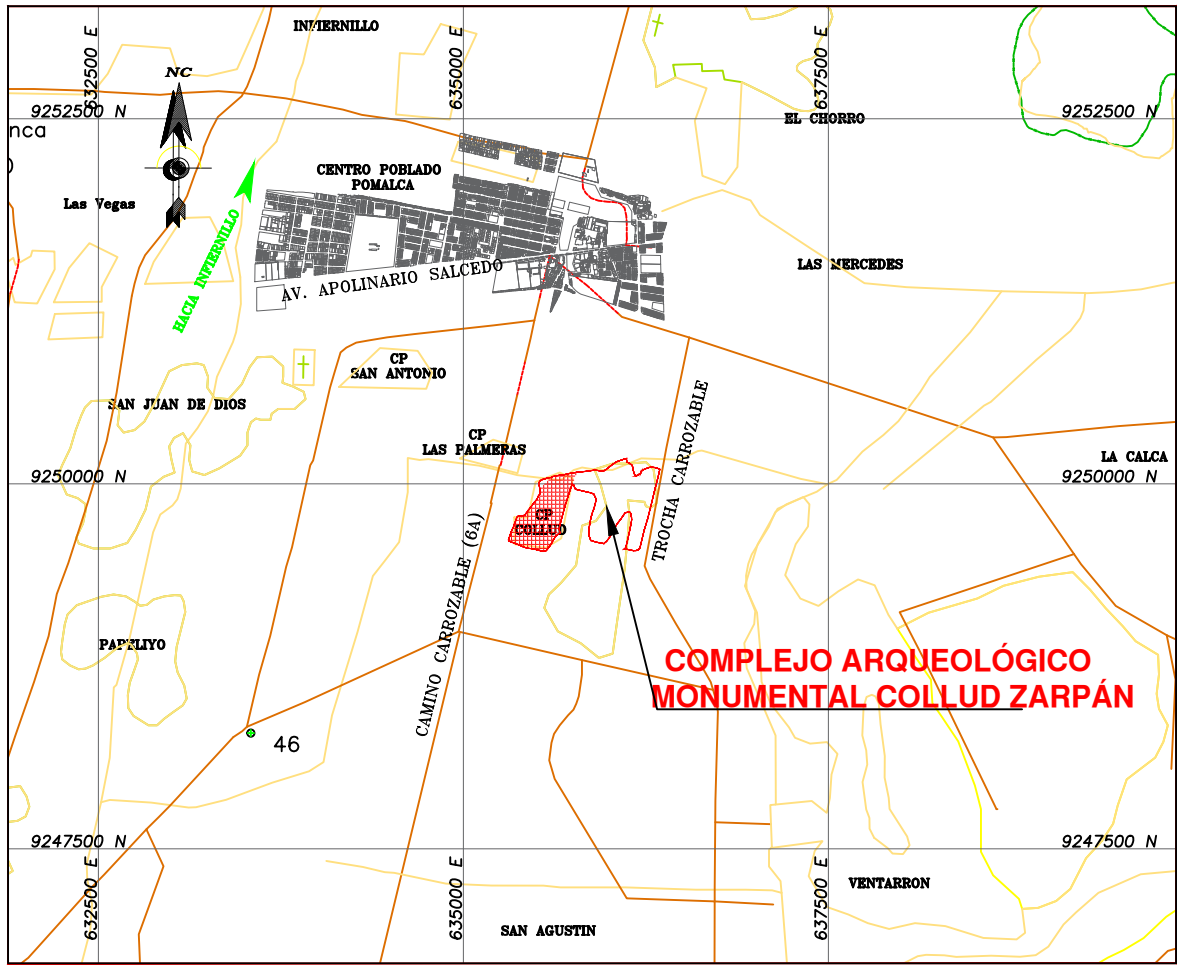 INFIERNILLO
632500 E
635000 E
637500 E
NC
9252500 N
9252500 N
nca
EL CHORRO
CENTRO POBLADO
POMALCA
Las Vegas
HACIA INFIERNILLO
AV. APOLINARIO SALCEDO
LAS MERCEDES
CP
SAN ANTONIO
SAN JUAN DE DIOS
CP
LAS PALMERAS
TROCHA CARROZABLE
LA CALCA
9250000 N
9250000 N
CP
COLLUD
CAMINO CARROZABLE (6A)
PAPELIYO
COMPLEJO ARQUEOLÓGICO
MONUMENTAL COLLUD ZARPÁN
46
9247500 N
9247500 N
632500 E
635000 E
637500 E
VENTARRON
SAN AGUSTIN